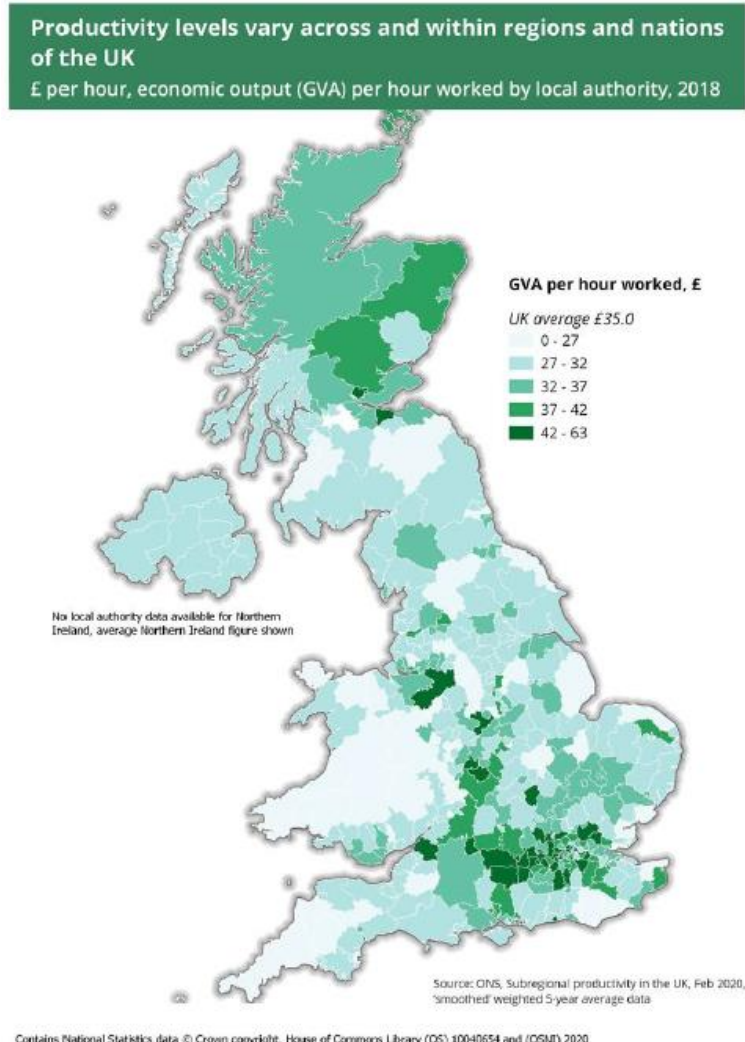 Productivity levels vary across and within regions and nations
of the UK
£ per hour, economic output (GVA) per hour worked by local authority, 2018
GVA per hour worked, £
UK average £35.0
0 - 27
27 - 32
32 - 37
37 - 42
42 - 63
No local authority data available for Northern
Ireland, average Northern Ireland figure shown
Source: ONS, Subregional productivity in the UK, Feb 2020,
'smoothed' weighted 5-year average data
Contains National Statistics data © Crown copyright, House of Commons Library (OS) 10040654 and (OSNI) 2020